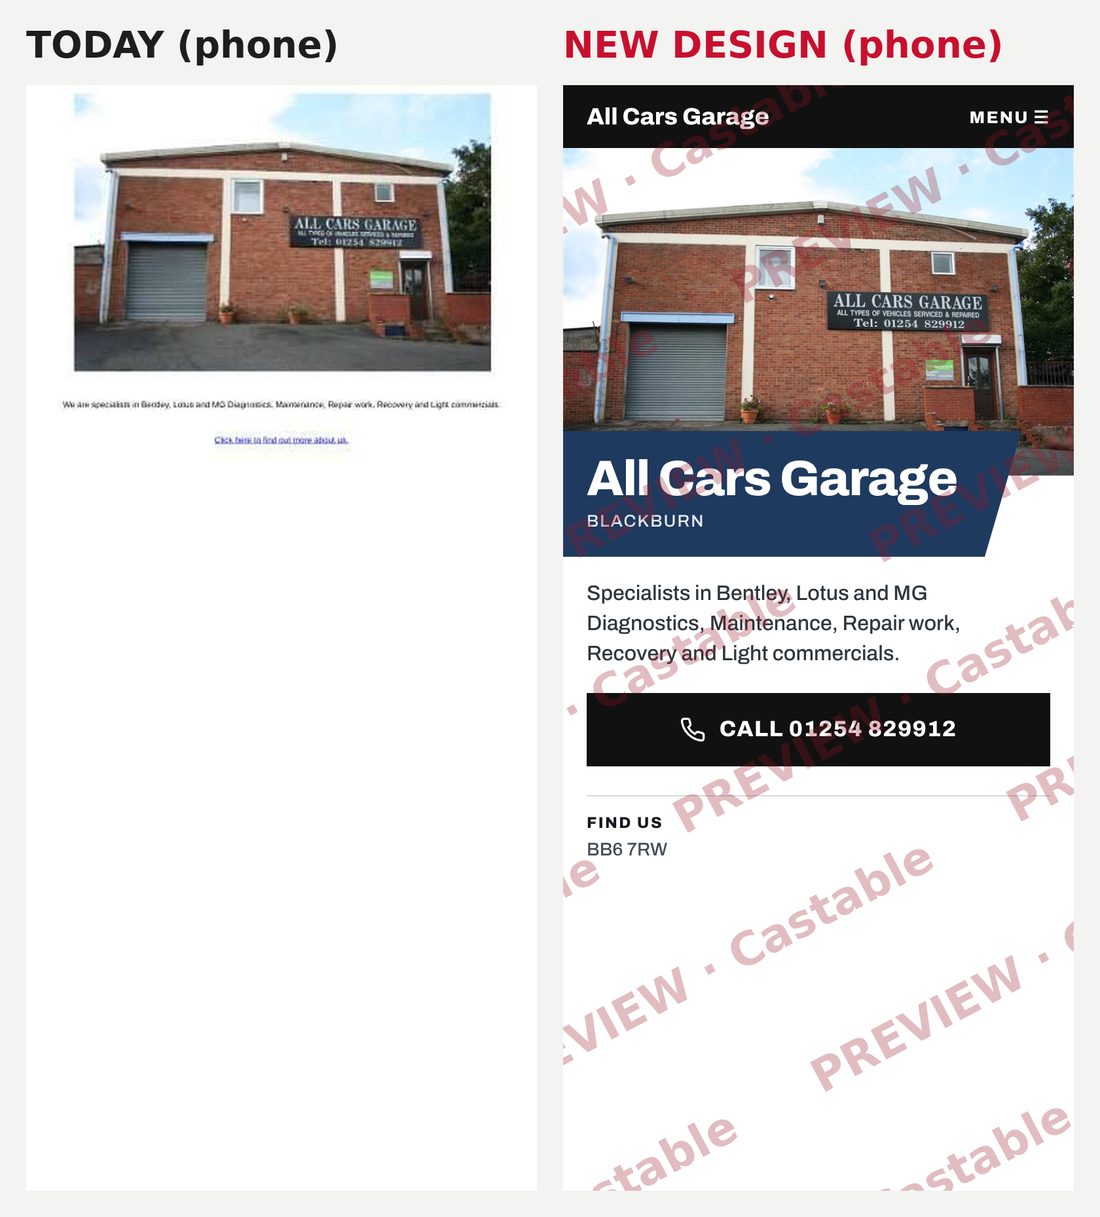 TODAY (phone)
ALL CARS GARAGE
ALL TYPES OF VEHICLES SERVICED & REPAIRED
Tel: 01254 829912
We are specialists in Bentley, Lotus and MG Diagnostics, Maintenance, Repair work, Recovery and Light commercials.
Click here to find out more about us.
NEW DESIGN (phone)
All Cars Garage
MENU ☰
ALL CARS GARAGE
ALL TYPES OF VEHICLES SERVICED & REPAIRED
Tel: 01254 829912
All Cars Garage
BLACKBURN
Specialists in Bentley, Lotus and MG
Diagnostics, Maintenance, Repair work,
Recovery and Light commercials.
CALL 01254 829912
FIND US
BB6 7RW
PREVIEW · Castable